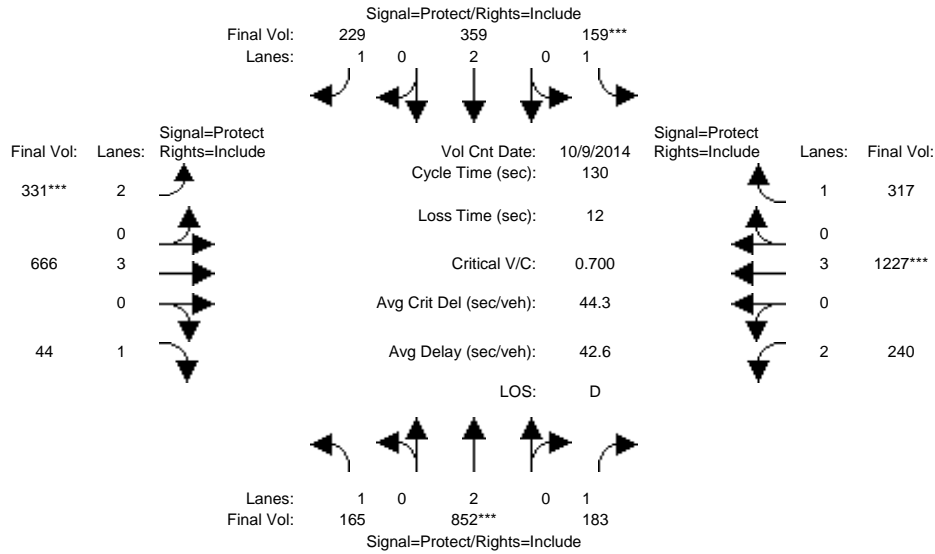 Signal=Protect/Rights=Include
Final Vol: 229 359 159***
Lanes: 1 0 2 0 1
Signal=Protect Signal=Protect
Final Vol: Lanes: Rights=Include Vol Cnt Date: 10/9/2014 Rights=Include Lanes: Final Vol:
Cycle Time (sec): 130
331*** 2 1 317
Loss Time (sec): 12
0 0
666 3 Critical V/C: 0.700 3 1227***
0 Avg Crit Del (sec/veh): 44.3 0
44 1 Avg Delay (sec/veh): 42.6 2 240
LOS: D
Lanes: 1 0 2 0 1
Final Vol: 165 852*** 183
Signal=Protect/Rights=Include